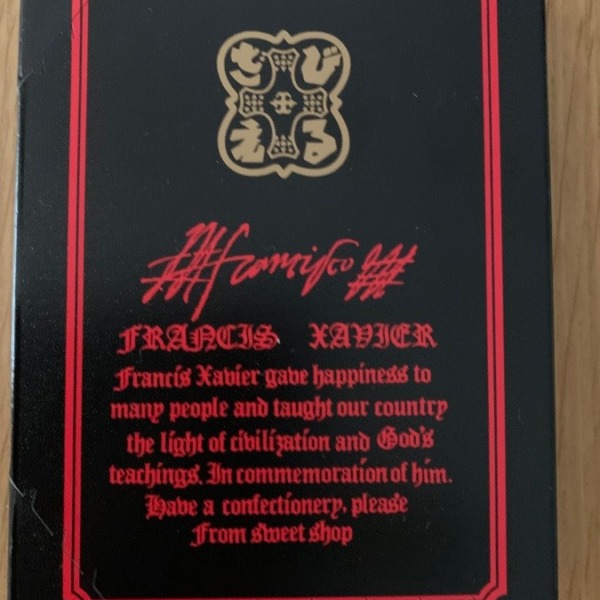 ざび
える
Francisco
FRANCIS XAVIER
Francis Xavier gave happiness to
many people and taught our country
the light of civilization and God's
teachings. In commemoration of him.
Have a confectionery, please
From sweet shop